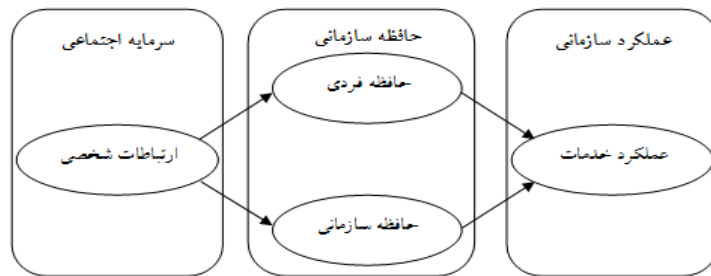 سرمایه اجتماعی
ارتباطات شخصی
حافظه سازمانی
حافظه فردی
حافظه سازمانی
عملکرد سازمانی
عملکرد خدمات